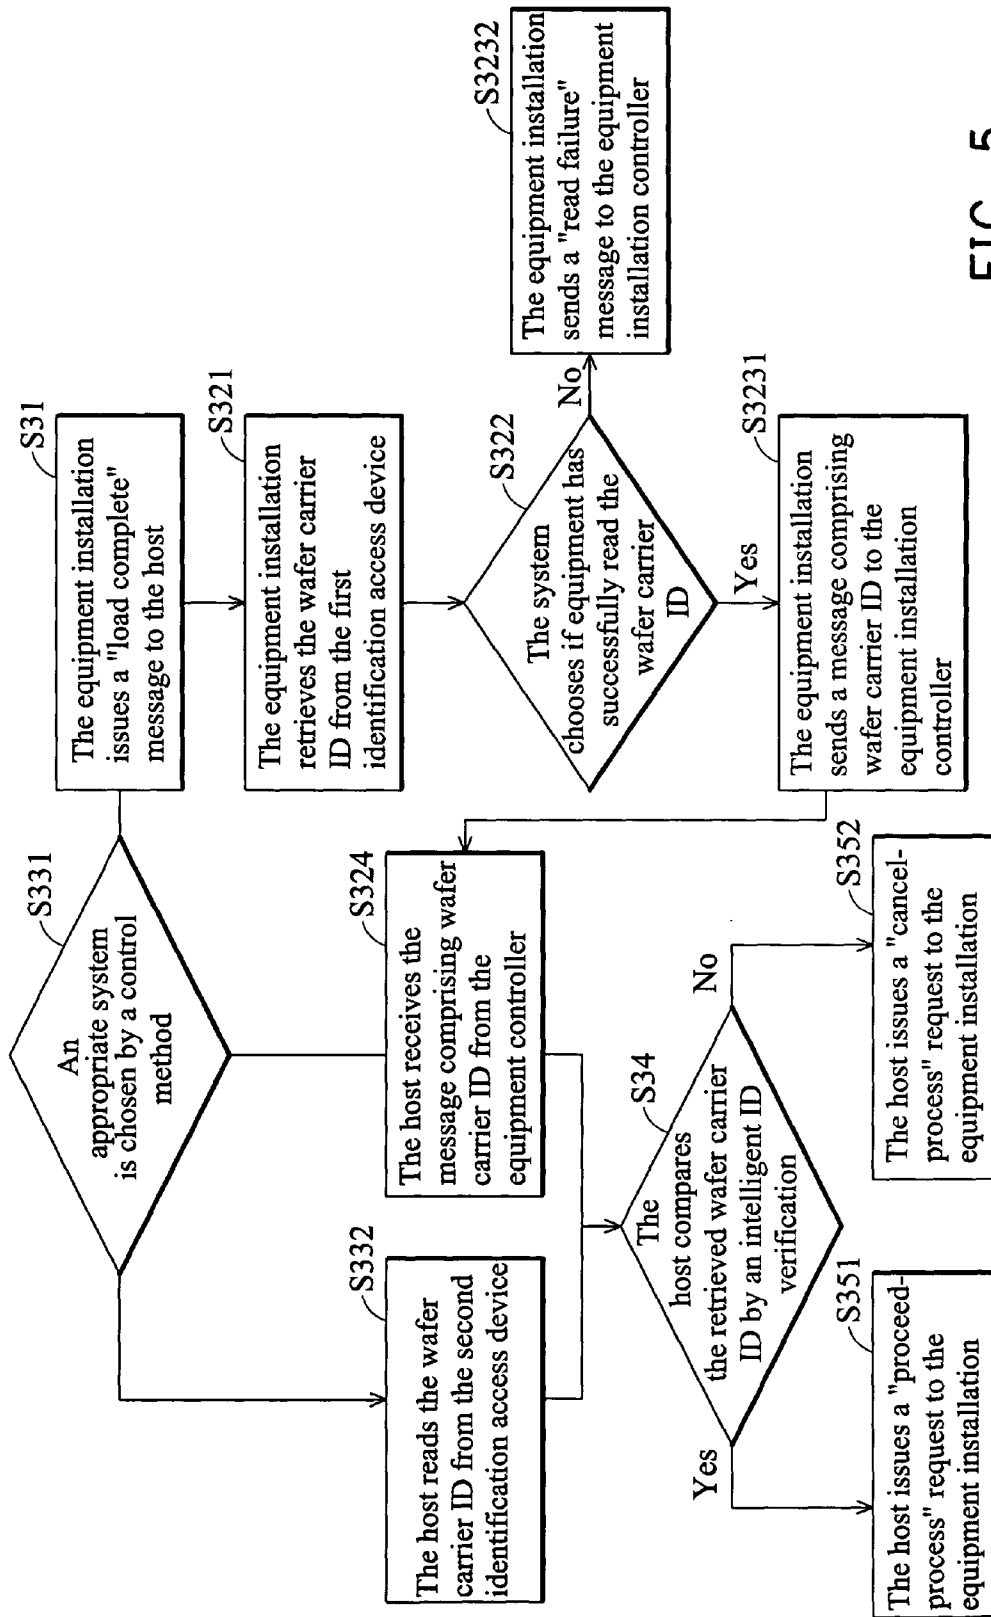 S31
The equipment installation
issues a "load complete"
message to the host
S331
An
appropriate system
is chosen by a control
method
S321
The equipment installation
retrieves the wafer carrier
ID from the first
identification access device
S322
The system
chooses if equipment has
successfully read the
wafer carrier
ID
No
S3232
The equipment installation
sends a "read failure"
message to the equipment
installation controller
Yes
S3231
The equipment installation
sends a message comprising
wafer carrier ID to the
equipment installation
controller
S332
The host reads the wafer
carrier ID from the second
identification access device
S324
The host receives the
message comprising wafer
carrier ID from the
equipment controller
S34
The
host compares
the retrieved wafer carrier
ID by an intelligent ID
verification
Yes
No
S351
The host issues a "proceed-
process" request to the
equipment installation
S352
The host issues a "cancel-
process" request to the
equipment installation
FIG. 5